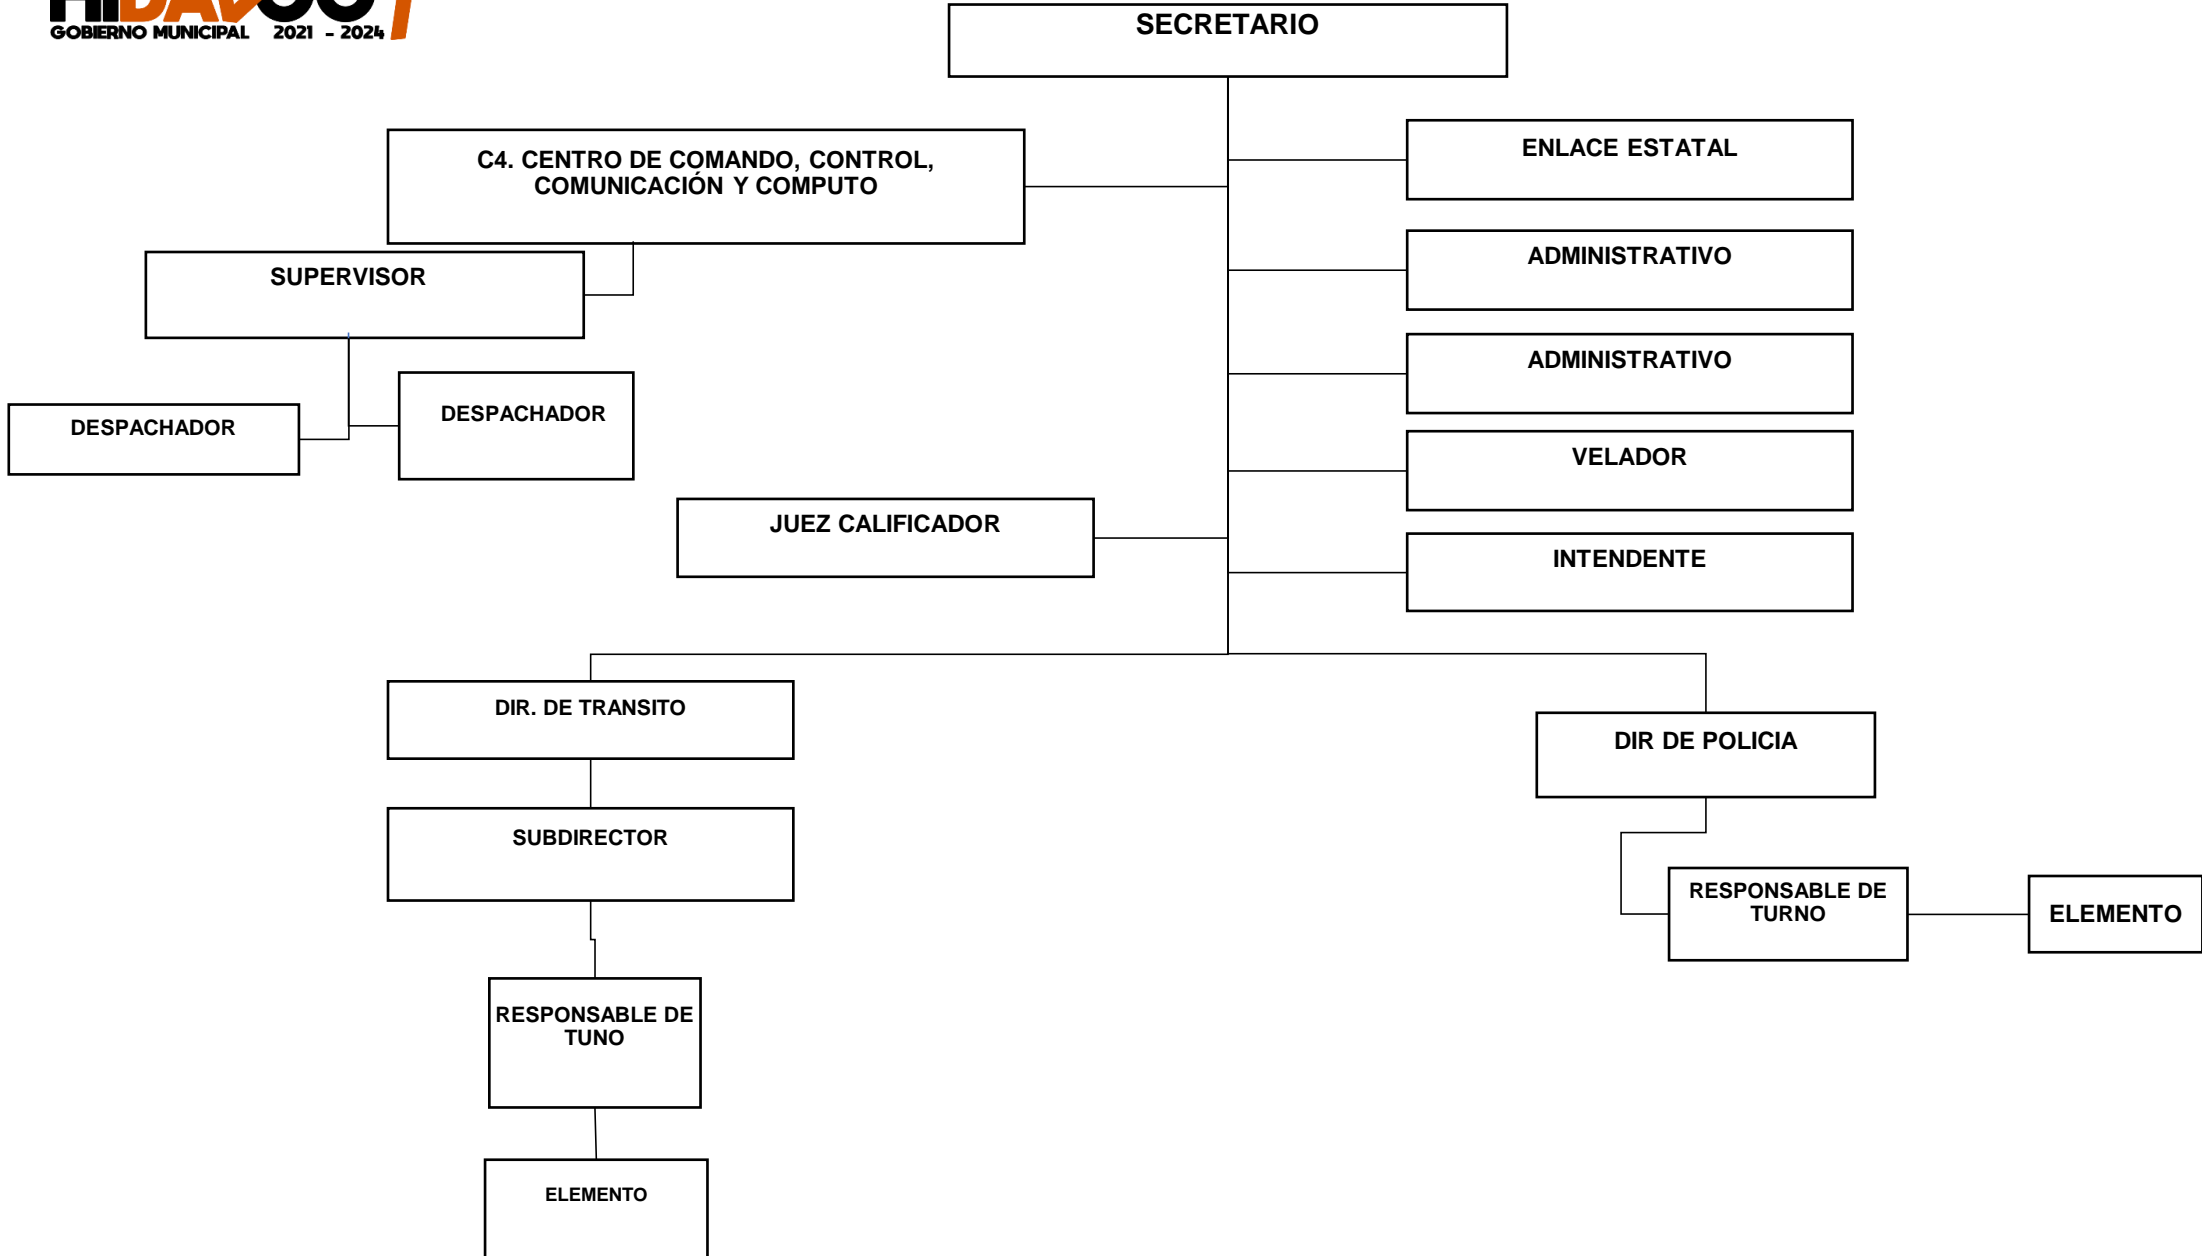 GOBIERNO MUNICIPAL 2021 - 2024
SECRETARIO
C4. CENTRO DE COMANDO, CONTROL,
COMUNICACIÓN Y COMPUTO
ENLACE ESTATAL
SUPERVISOR
ADMINISTRATIVO
ADMINISTRATIVO
DESPACHADOR
DESPACHADOR
VELADOR
JUEZ CALIFICADOR
INTENDENTE
DIR. DE TRANSITO
DIR DE POLICIA
SUBDIRECTOR
RESPONSABLE DE
TURNO
ELEMENTO
RESPONSABLE DE
TUNO
ELEMENTO